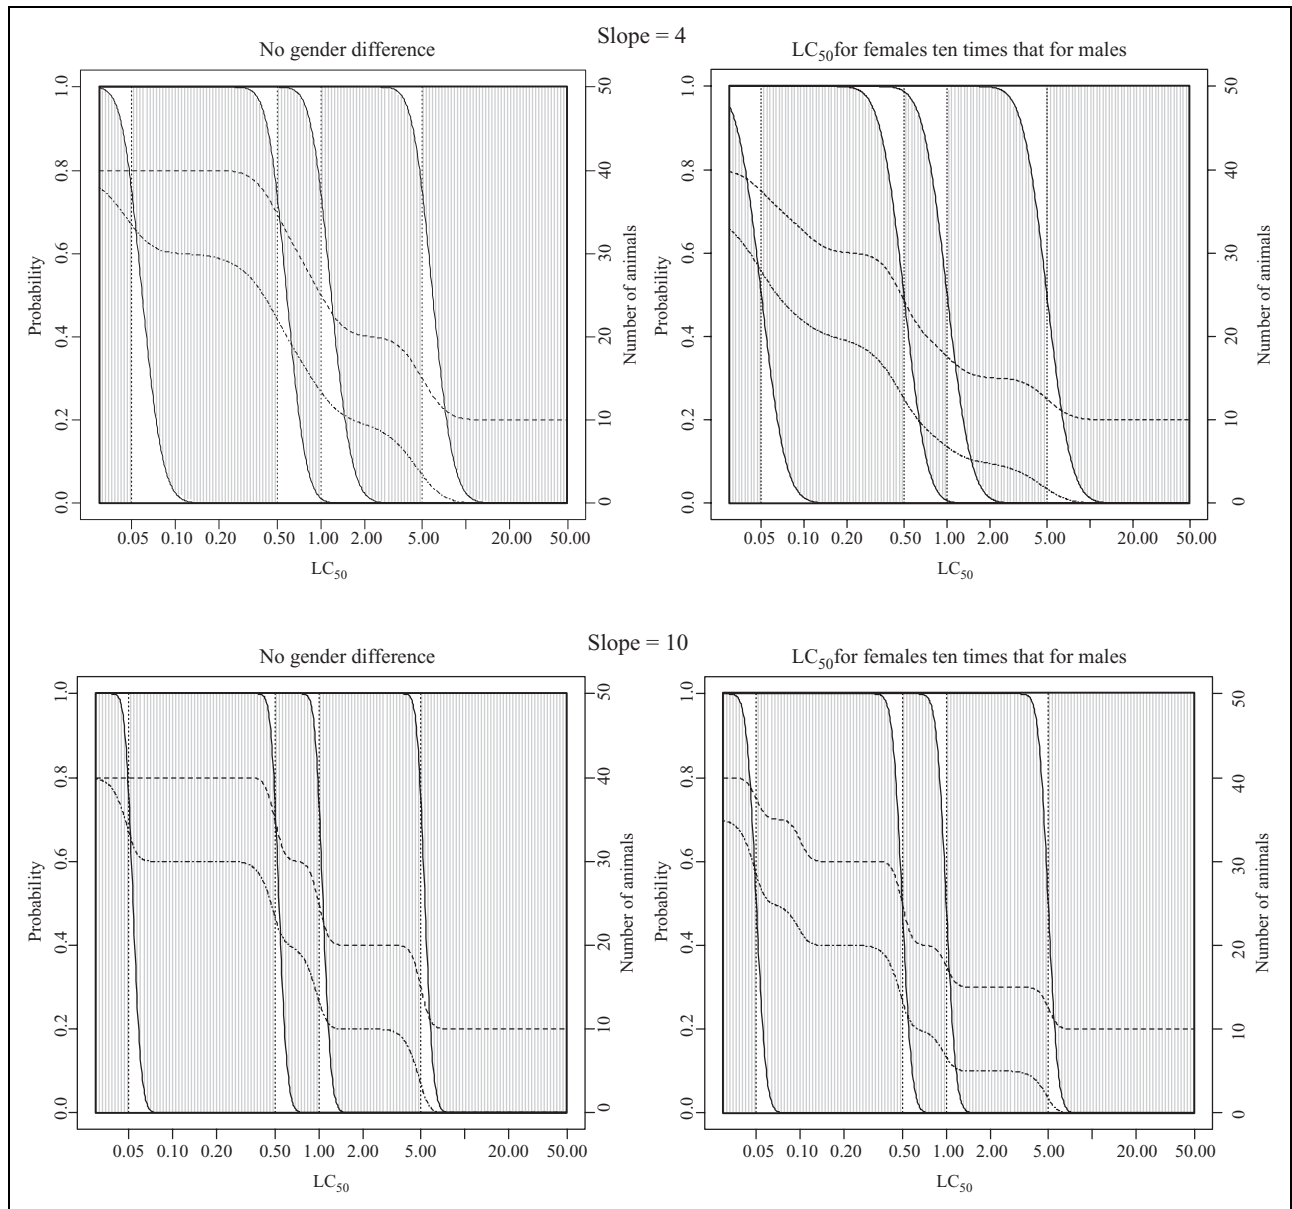 Slope = 4
No gender difference
Probability
0.0 0.2 0.4 0.6 0.8 1.0
Number of animals
0 10 20 30 40 50
0.05 0.10 0.20 0.50 1.00 2.00 5.00 20.00 50.00
LC50
LC50for females ten times that for males
Probability
0.0 0.2 0.4 0.6 0.8 1.0
Number of animals
0 10 20 30 40 50
0.05 0.10 0.20 0.50 1.00 2.00 5.00 20.00 50.00
LC50
Slope = 10
No gender difference
Probability
0.0 0.2 0.4 0.6 0.8 1.0
Number of animals
0 10 20 30 40 50
0.05 0.10 0.20 0.50 1.00 2.00 5.00 20.00 50.00
LC50
LC50for females ten times that for males
Probability
0.0 0.2 0.4 0.6 0.8 1.0
Number of animals
0 10 20 30 40 50
0.05 0.10 0.20 0.50 1.00 2.00 5.00 20.00 50.00
LC50